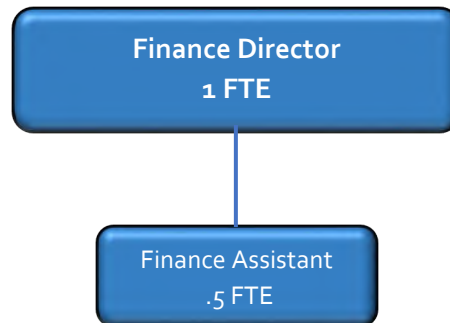 Finance Director
1 FTE
Finance Assistant
.5 FTE